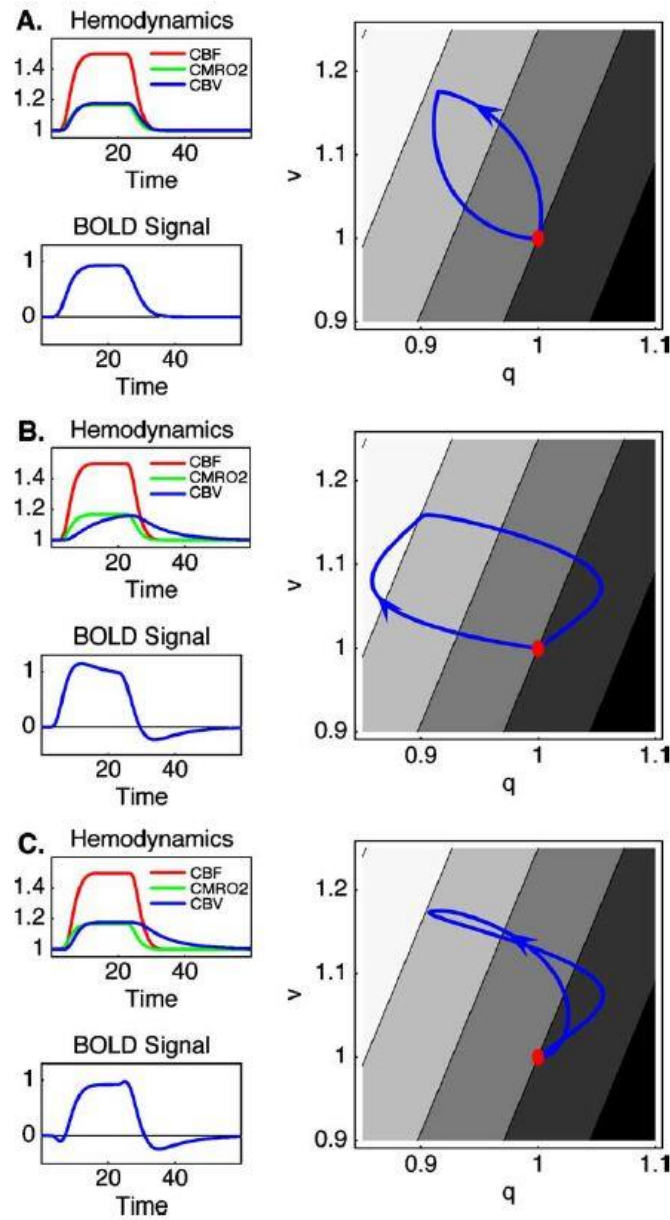 A.
Hemodynamics
1.4
1.2
1
CBF
CMRO2
CBV
20 40
Time
BOLD Signal
1
0
20 40
Time
v
1.2
1.1
1
0.9
0.9 1 1.1
q
B.
Hemodynamics
1.4
1.2
1
CBF
CMRO2
CBV
20 40
Time
BOLD Signal
1
0
20 40
Time
v
1.2
1.1
1
0.9
0.9 1 1.1
q
C.
Hemodynamics
1.4
1.2
1
CBF
CMRO2
CBV
20 40
Time
BOLD Signal
1
0
20 40
Time
v
1.2
1.1
1
0.9
0.9 1 1.1
q